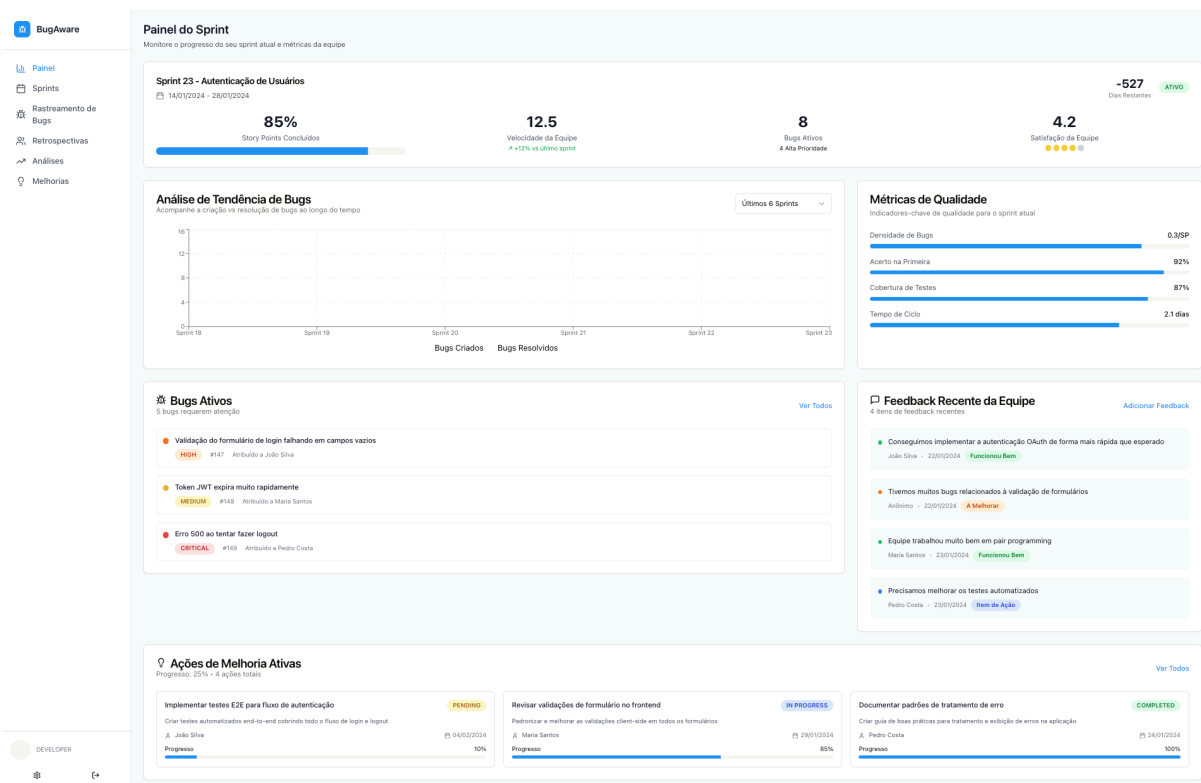 BugAware
Painel
Sprints
Rastreamento de
Bugs
Retrospectivas
Análises
Melhorias
DEVELOPER
Painel do Sprint
Monitore o progresso do seu sprint atual e métricas da equipe
Sprint 23 - Autenticação de Usuários
14/01/2024 - 28/01/2024
-527
Dias Restantes
ATIVO
85%
Story Points Concluídos
12.5
Velocidade da Equipe
+12% vs último sprint
8
Bugs Ativos
4 Alta Prioridade
4.2
Satisfação da Equipe
Análise de Tendência de Bugs
Acompanhe a criação vs resolução de bugs ao longo do tempo
Últimos 6 Sprints
16
12
8
4
0
Sprint 18 Sprint 19 Sprint 20 Sprint 21 Sprint 22 Sprint 23
Bugs Criados Bugs Resolvidos
Métricas de Qualidade
Indicadores-chave de qualidade para o sprint atual
Densidade de Bugs 0.3/SP
Acerto na Primeira 92%
Cobertura de Testes 87%
Tempo de Ciclo 2.1 dias
Bugs Ativos
5 bugs requerem atenção
Ver Todos
Validação do formulário de login falhando em campos vazios
HIGH #147 Atribuído a João Silva
Token JWT expira muito rapidamente
MEDIUM #148 Atribuído a Maria Santos
Erro 500 ao tentar fazer logout
CRITICAL #149 Atribuído a Pedro Costa
Feedback Recente da Equipe
4 itens de feedback recentes
Adicionar Feedback
Conseguimos implementar a autenticação OAuth de forma mais rápida que esperado
João Silva • 22/01/2024 Funcionou Bem
Tivemos muitos bugs relacionados à validação de formulários
Anônimo • 22/01/2024 A Melhorar
Equipe trabalhou muito bem em pair programming
Maria Santos • 23/01/2024 Funcionou Bem
Precisamos melhorar os testes automatizados
Pedro Costa • 23/01/2024 Item de Ação
Ações de Melhoria Ativas
Progresso: 25% • 4 ações totais
Ver Todos
Implementar testes E2E para fluxo de autenticação PENDING
Criar testes automatizados end-to-end cobrindo todo o fluxo de login e logout
João Silva 04/02/2024
Progresso 10%
Revisar validações de formulário no frontend IN PROGRESS
Padronizar e melhorar as validações client-side em todos os formulários
Maria Santos 29/01/2024
Progresso 65%
Documentar padrões de tratamento de erro COMPLETED
Criar guia de boas práticas para tratamento e exibição de erros na aplicação
Pedro Costa 24/01/2024
Progresso 100%